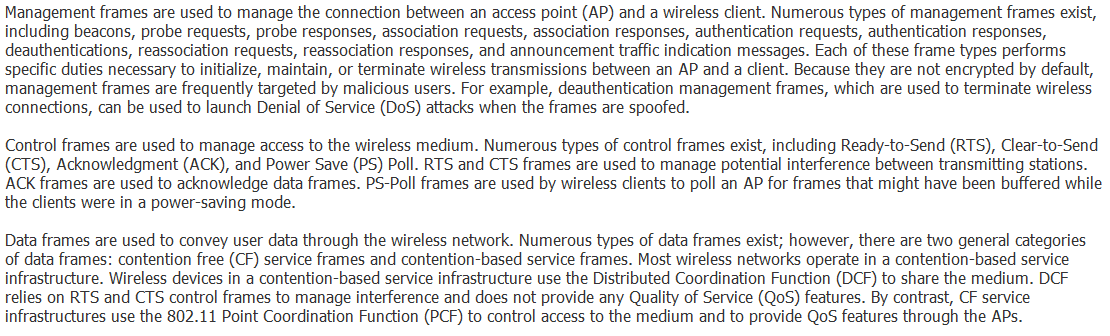 Management frames are used to manage the connection between an access point (AP) and a wireless client. Numerous types of management frames exist,
including beacons, probe requests, probe responses, association requests, association responses, authentication requests, authentication responses,
deauthentications, reassociation requests, reassociation responses, and announcement traffic indication messages. Each of these frame types performs
specific duties necessary to initialize, maintain, or terminate wireless transmissions between an AP and a client. Because they are not encrypted by default,
management frames are frequently targeted by malicious users. For example, deauthentication management frames, which are used to terminate wireless
connections, can be used to launch Denial of Service (DoS) attacks when the frames are spoofed.

Control frames are used to manage access to the wireless medium. Numerous types of control frames exist, including Ready-to-Send (RTS), Clear-to-Send
(CTS), Acknowledgment (ACK), and Power Save (PS) Poll. RTS and CTS frames are used to manage potential interference between transmitting stations.
ACK frames are used to acknowledge data frames. PS-Poll frames are used by wireless clients to poll an AP for frames that might have been buffered while
the clients were in a power-saving mode.

Data frames are used to convey user data through the wireless network. Numerous types of data frames exist; however, there are two general categories
of data frames: contention free (CF) service frames and contention-based service frames. Most wireless networks operate in a contention-based service
infrastructure. Wireless devices in a contention-based service infrastructure use the Distributed Coordination Function (DCF) to share the medium. DCF
relies on RTS and CTS control frames to manage interference and does not provide any Quality of Service (QoS) features. By contrast, CF service
infrastructures use the 802.11 Point Coordination Function (PCF) to control access to the medium and to provide QoS features through the APs.